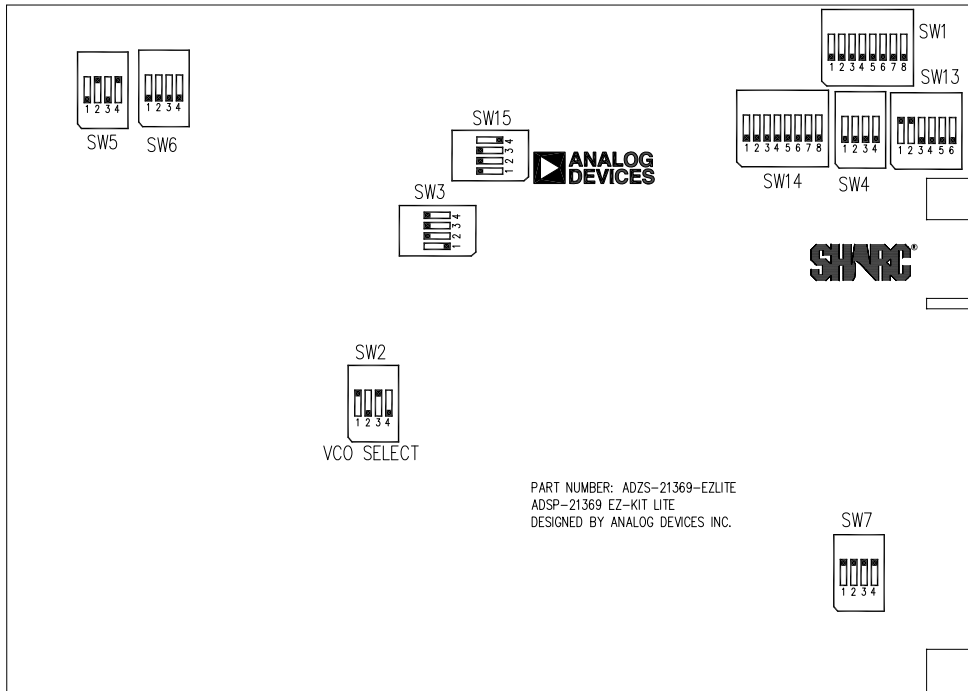 SW1
1 2 3 4 5 6 7 8
SW13
1 2 3 4 5 6
1 2 3 4
SW5
1 2 3 4
SW6
SW15
1 2 3 4
ANALOG
DEVICES
1 2 3 4 5 6 7 8
SW14
1 2 3 4
SW4
SW3
1 2 3 4
SHARC®
SW2
1 2 3 4
VCO SELECT
PART NUMBER: ADZS-21369-EZLITE
ADSP-21369 EZ-KIT LITE
DESIGNED BY ANALOG DEVICES INC.
SW7
1 2 3 4